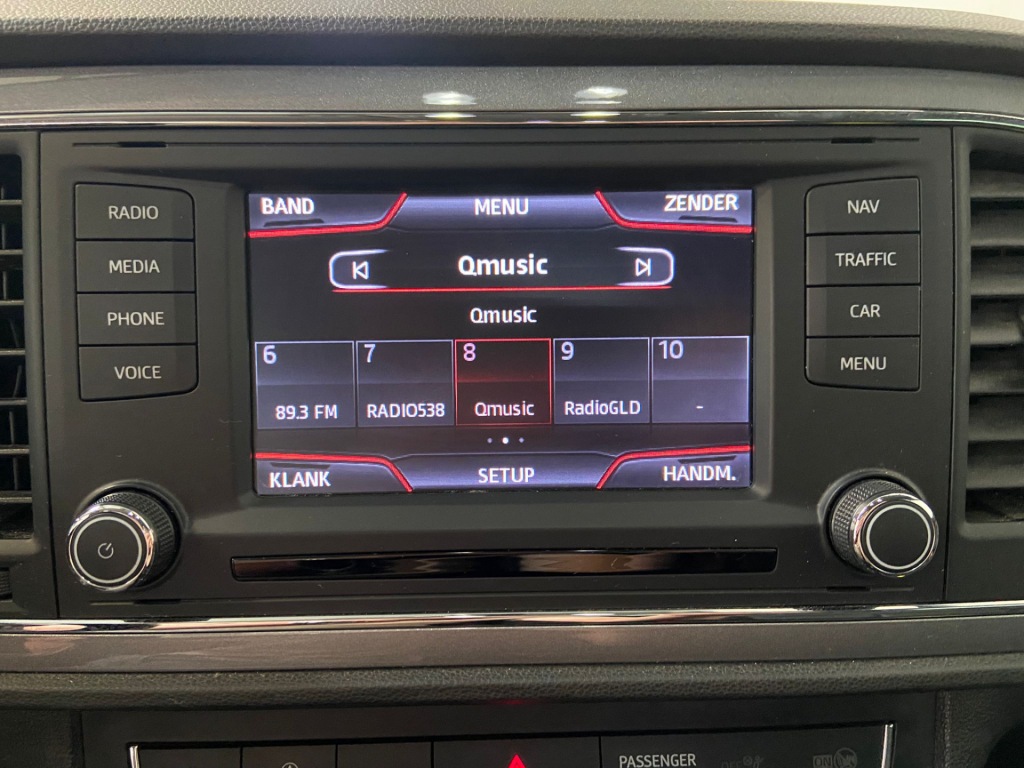 RADIO
MEDIA
PHONE
VOICE
BAND
MENU
ZENDER
Qmusic
Qmusic
6
89.3 FM
7
RADIO538
8
Qmusic
9
RadioGLD
10
-
KLANK
SETUP
HANDM.
NAV
TRAFFIC
CAR
MENU
PASSENGER
ON